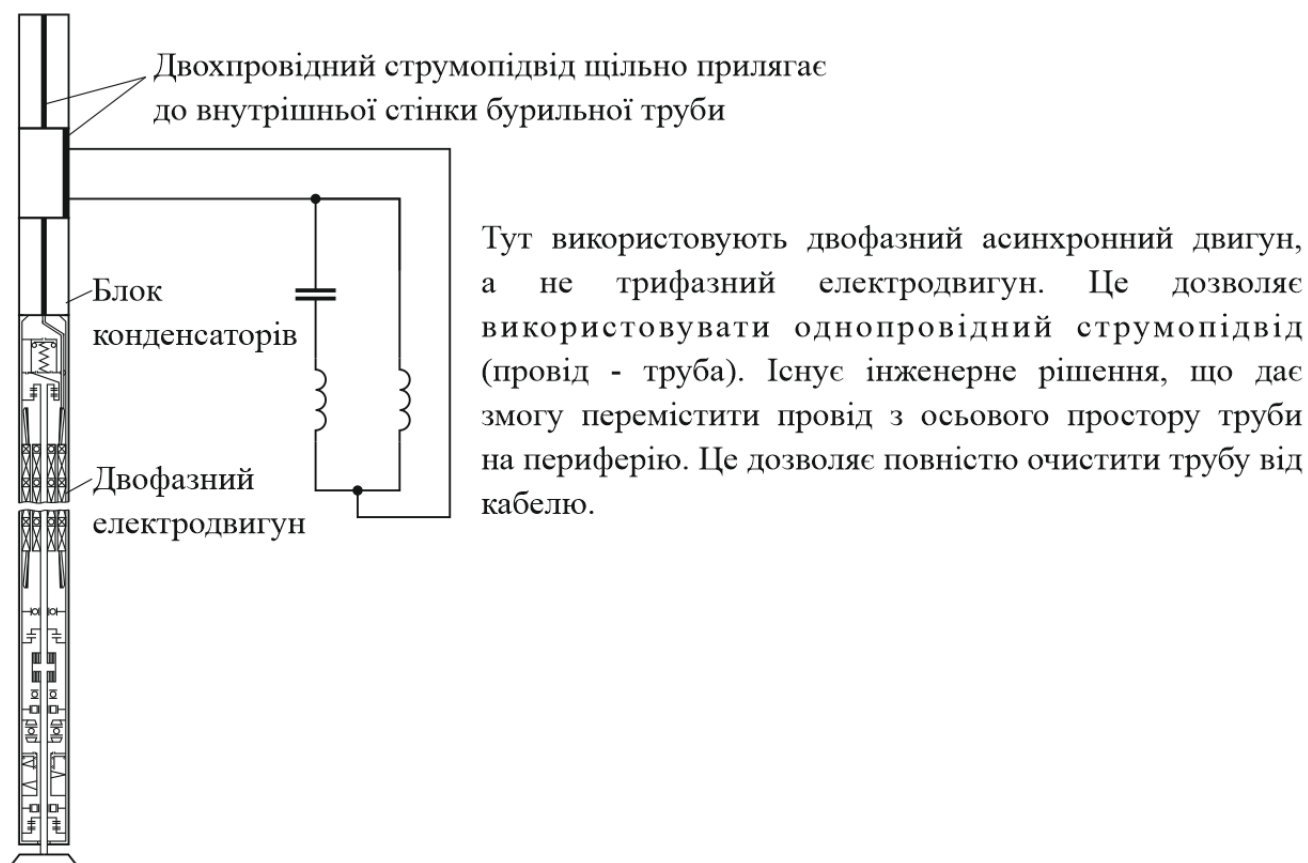 Двохпровідний струмопідвід щільно прилягає
до внутрішньої стінки бурильної труби
Тут використовують двофазний асинхронний двигун,
а не трифазний електродвигун. Це дозволяє
використовувати однопровідний струмопідвід
(провід - труба). Існує інженерне рішення, що дає
змогу перемістити провід з осьового простору труби
на периферію. Це дозволяє повністю очистити трубу від
кабелю.
Блок
конденсаторів
Двофазний
електродвигун